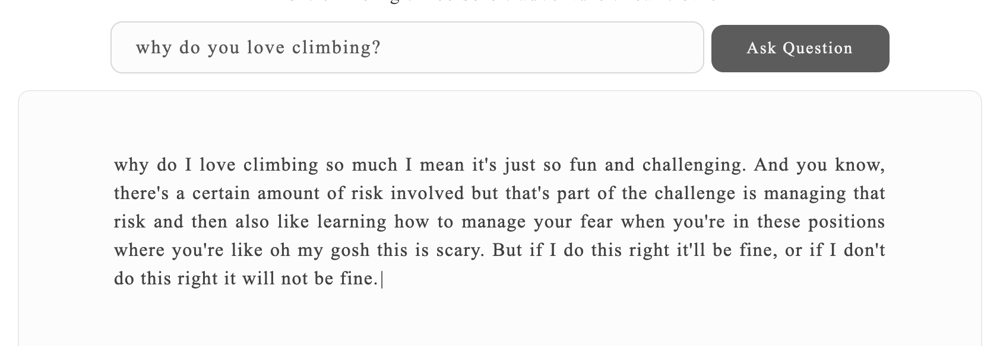 why do you love climbing?
Ask Question
why do I love climbing so much I mean it's just so fun and challenging. And you know,
there's a certain amount of risk involved but that's part of the challenge is managing that
risk and then also like learning how to manage your fear when you're in these positions
where you're like oh my gosh this is scary. But if I do this right it'll be fine, or if I don't
do this right it will not be fine.